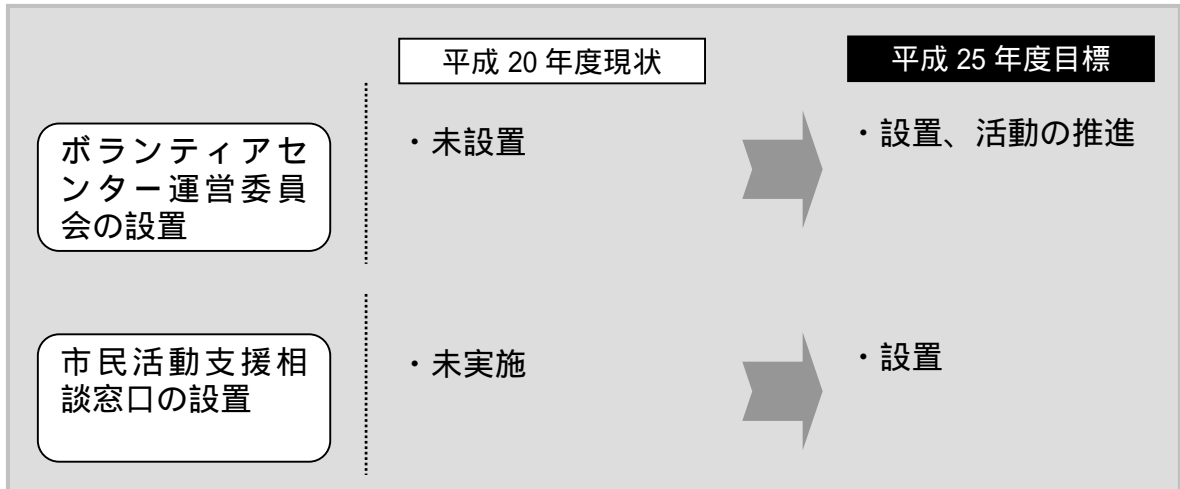 平成 20 年度現状
平成 25 年度目標
ボランティアセ
ンター運営委員
会の設置
・未設置
・設置、活動の推進
市民活動支援相
談窓口の設置
・未実施
・設置